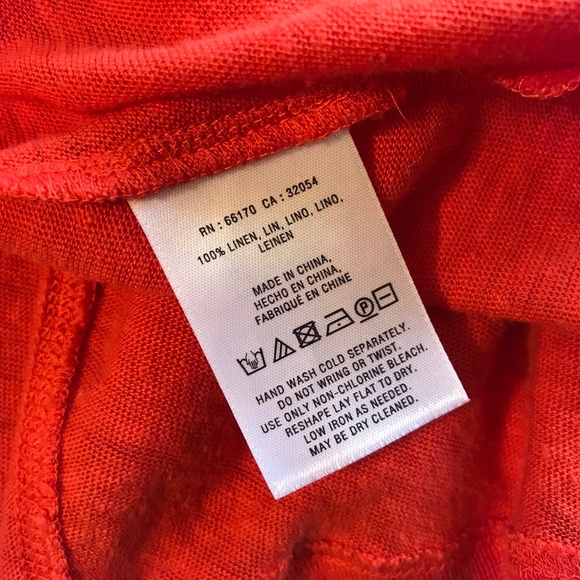 RN : 66170 CA : 32054
100% LINEN, LIN, LINO, LINO,
LEINEN
MADE IN CHINA,
HECHO EN CHINA,
FABRIQUÉ EN CHINE
P
HAND WASH COLD SEPARATELY.
DO NOT WRING OR TWIST.
USE ONLY NON-CHLORINE BLEACH.
RESHAPE LAY FLAT TO DRY.
LOW IRON AS NEEDED.
MAY BE DRY CLEANED.